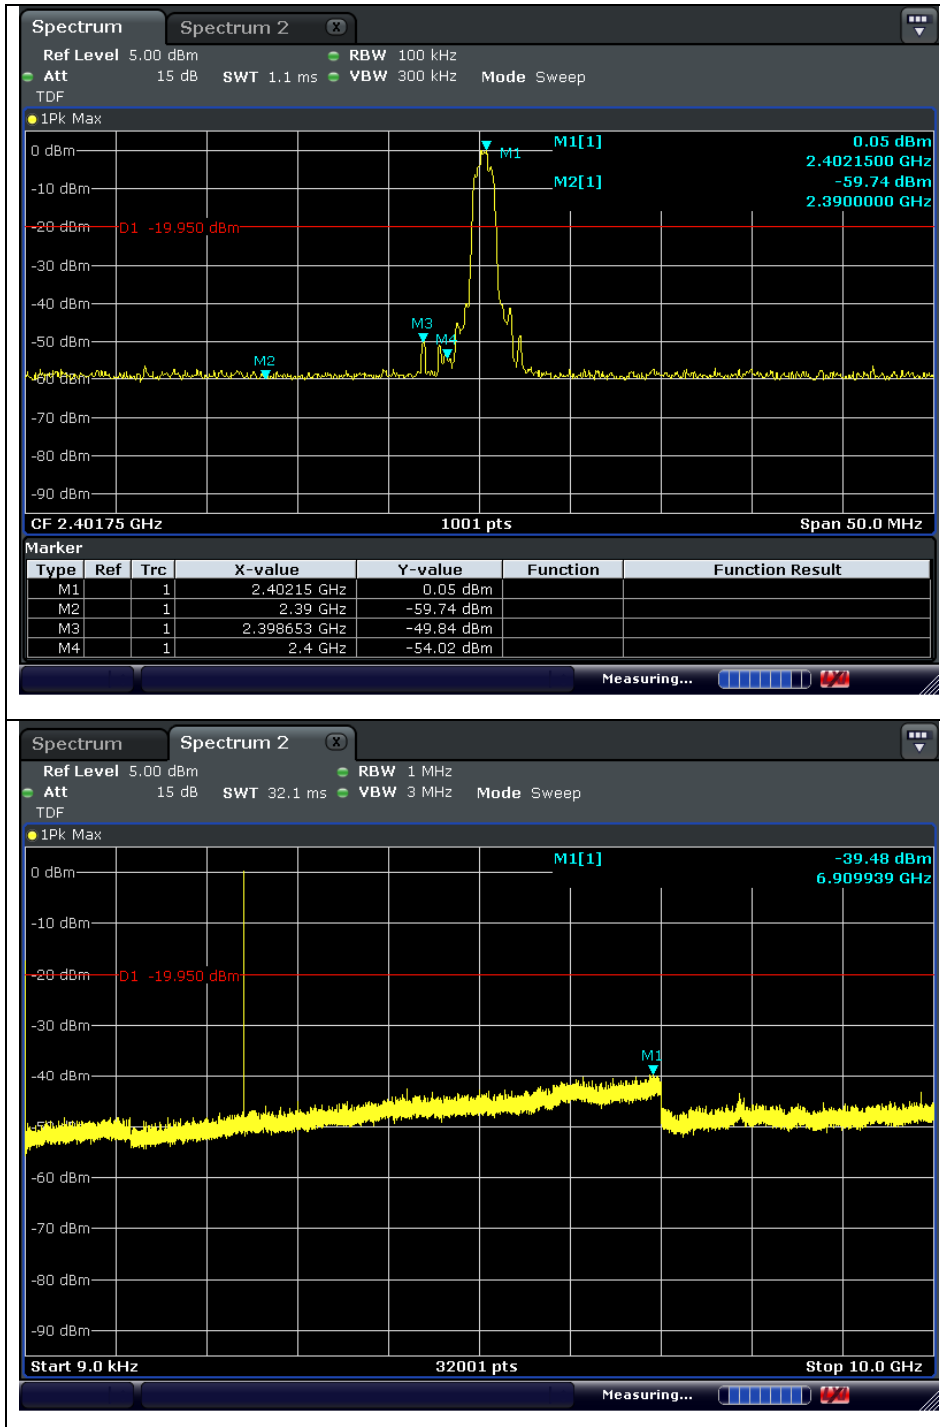 Spectrum Spectrum 2 X
Ref Level 5.00 dBm RBW 100 kHz
Att 15 dB SWT 1.1 ms VBW 300 kHz Mode Sweep
TDF
1Pk Max
M1[1] 0.05 dBm
2.4021500 GHz
M2[1] -59.74 dBm
2.3900000 GHz
0 dBm
M1
-10 dBm
-20 dBm
D1 -19.950 dBm
-30 dBm
-40 dBm
M3
-50 dBm
M4
M2
-60 dBm
-70 dBm
-80 dBm
-90 dBm
CF 2.40175 GHz 1001 pts Span 50.0 MHz
Marker
Type Ref Trc X-value Y-value Function Function Result
M1 1 2.40215 GHz 0.05 dBm
M2 1 2.39 GHz -59.74 dBm
M3 1 2.398653 GHz -49.84 dBm
M4 1 2.4 GHz -54.02 dBm
Measuring...
Spectrum Spectrum 2 X
Ref Level 5.00 dBm RBW 1 MHz
Att 15 dB SWT 32.1 ms VBW 3 MHz Mode Sweep
TDF
1Pk Max
M1[1] -39.48 dBm
6.909939 GHz
0 dBm
-10 dBm
-20 dBm
D1 -19.950 dBm
-30 dBm
M1
-40 dBm
-60 dBm
-70 dBm
-80 dBm
-90 dBm
Start 9.0 kHz 32001 pts Stop 10.0 GHz
Measuring...